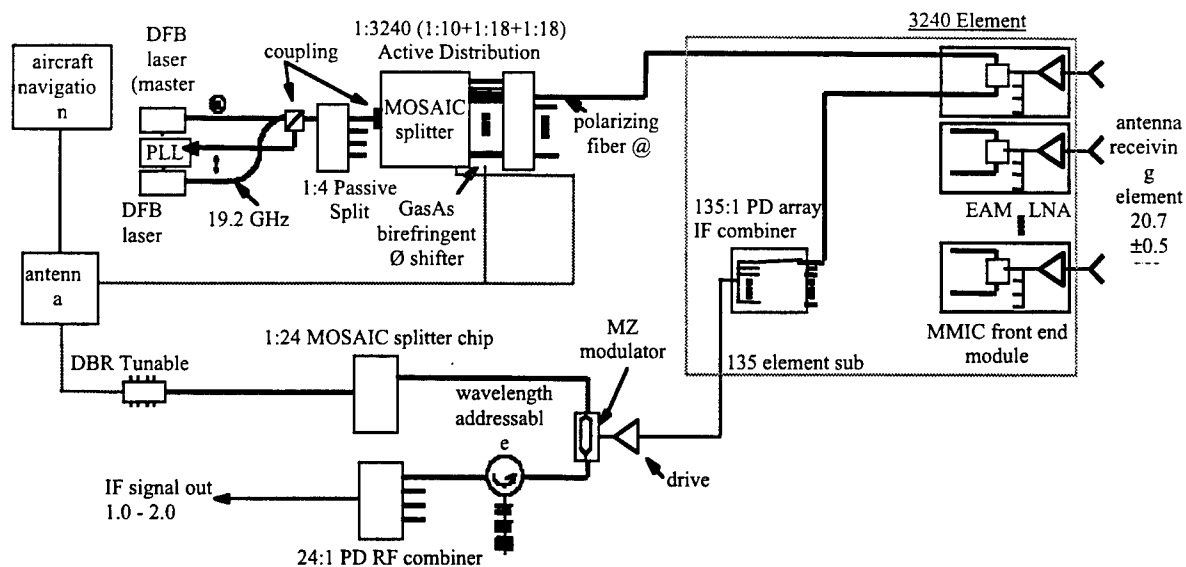 DFB
laser
(master
aircraft
navigatio
n
PLL
DFB
laser
19.2 GHz
coupling
1:4 Passive
Split
1:3240 (1:10+1:18+1:18)
Active Distribution
MOSAIC
splitter
GasAs
birefringent
Ø shifter
polarizing
fiber @
3240 Element
antenna
receivin
g
element
20.7
±0.5
EAM
LNA
MMIC front end
module
135:1 PD array
IF combiner
135 element sub
antenn
a
DBR Tunable
1:24 MOSAIC splitter chip
wavelength
addressabl
e
MZ
modulator
drive
IF signal out
1.0 - 2.0
24:1 PD RF combiner